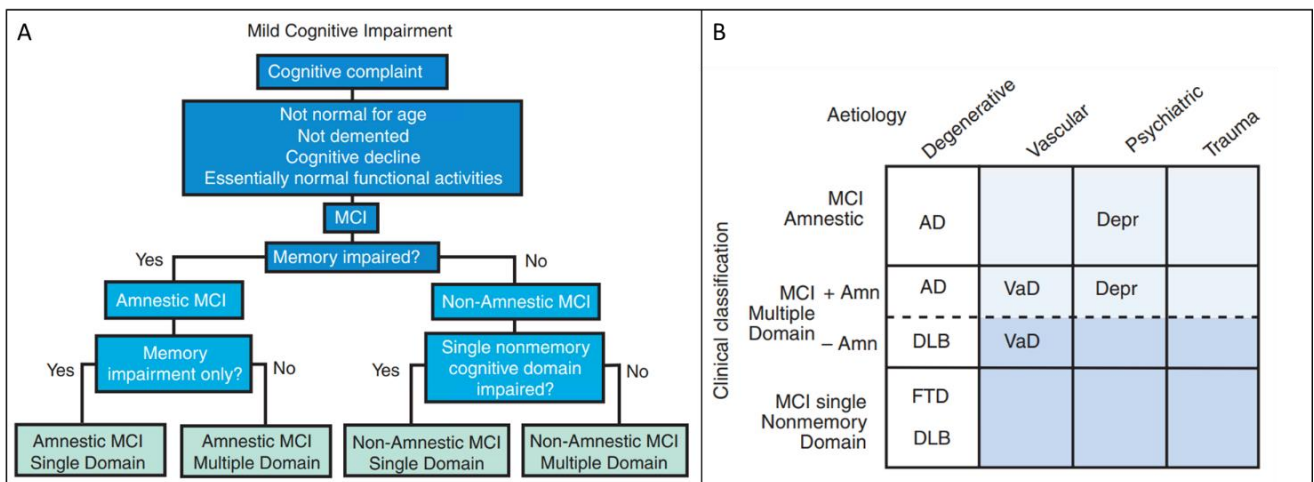 A
Mild Cognitive Impairment
Cognitive complaint
Not normal for age
Not demented
Cognitive decline
Essentially normal functional activities
MCI
Memory impaired?
Yes
No
Amnestic MCI
Non-Amnestic MCI
Memory
impairment only?
Yes
No
Single nonmemory
cognitive domain
impaired?
Yes
No
Amnestic MCI
Single Domain
Amnestic MCI
Multiple Domain
Non-Amnestic MCI
Single Domain
Non-Amnestic MCI
Multiple Domain
B
Aetiology
Degenerative
Vascular
Psychiatric
Trauma
Clinical classification
MCI
Amnestic
AD
Depr
MCI + Amn
Multiple
Domain – Amn
AD
VaD
Depr
DLB
VaD
MCI single
Nonmemory
Domain
FTD
DLB